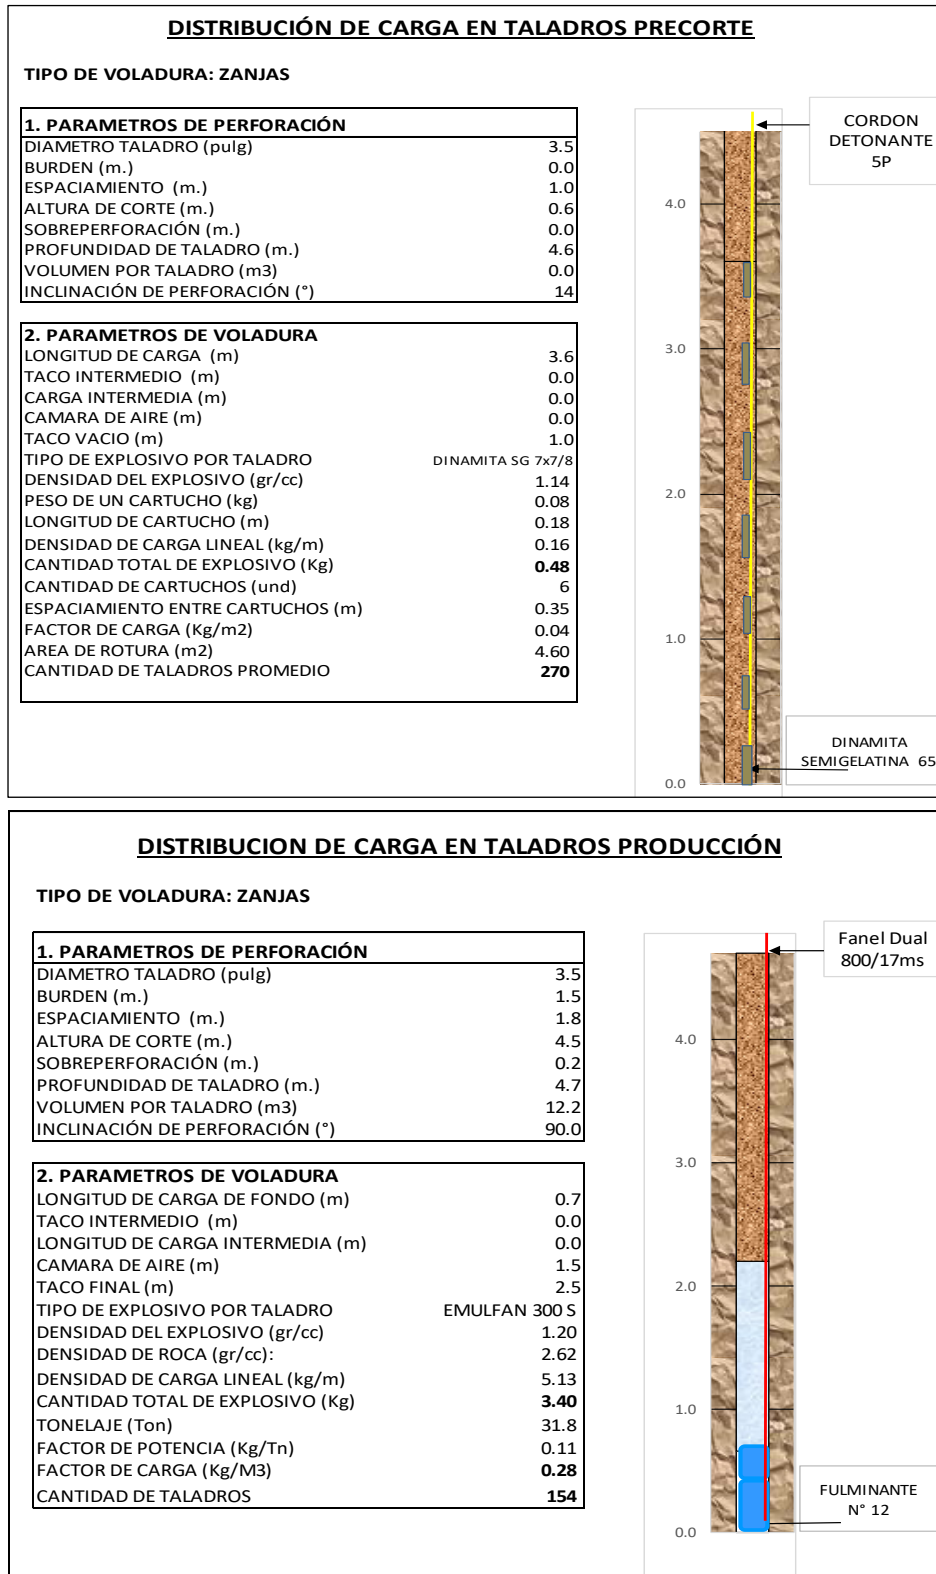 DISTRIBUCIÓN DE CARGA EN TALADROS PRECORTE
TIPO DE VOLADURA: ZANJAS
1. PARAMETROS DE PERFORACIÓN
DIAMETRO TALADRO (pulg) 3.5
BURDEN (m.) 0.0
ESPACIAMIENTO (m.) 1.0
ALTURA DE CORTE (m.) 0.6
SOBREPERFORACIÓN (m.) 0.0
PROFUNDIDAD DE TALADRO (m.) 4.6
VOLUMEN POR TALADRO (m3) 0.0
INCLINACIÓN DE PERFORACIÓN (°) 14
2. PARAMETROS DE VOLADURA
LONGITUD DE CARGA (m) 3.6
TACO INTERMEDIO (m) 0.0
CARGA INTERMEDIA (m) 0.0
CAMARA DE AIRE (m) 0.0
TACO VACIO (m) 1.0
TIPO DE EXPLOSIVO POR TALADRO DINAMITA SG 7x7/8
DENSIDAD DEL EXPLOSIVO (gr/cc) 1.14
PESO DE UN CARTUCHO (kg) 0.08
LONGITUD DE CARTUCHO (m) 0.18
DENSIDAD DE CARGA LINEAL (kg/m) 0.16
CANTIDAD TOTAL DE EXPLOSIVO (Kg) 0.48
CANTIDAD DE CARTUCHOS (und) 6
ESPACIAMIENTO ENTRE CARTUCHOS (m) 0.35
FACTOR DE CARGA (Kg/m2) 0.04
AREA DE ROTURA (m2) 4.60
CANTIDAD DE TALADROS PROMEDIO 270
CORDON
DETONANTE
5P
4.0
3.0
2.0
1.0
0.0
DINAMITA
SEMIGELATINA 65
DISTRIBUCION DE CARGA EN TALADROS PRODUCCIÓN
TIPO DE VOLADURA: ZANJAS
1. PARAMETROS DE PERFORACIÓN
DIAMETRO TALADRO (pulg) 3.5
BURDEN (m.) 1.5
ESPACIAMIENTO (m.) 1.8
ALTURA DE CORTE (m.) 4.5
SOBREPERFORACIÓN (m.) 0.2
PROFUNDIDAD DE TALADRO (m.) 4.7
VOLUMEN POR TALADRO (m3) 12.2
INCLINACIÓN DE PERFORACIÓN (°) 90.0
2. PARAMETROS DE VOLADURA
LONGITUD DE CARGA DE FONDO (m) 0.7
TACO INTERMEDIO (m) 0.0
LONGITUD DE CARGA INTERMEDIA (m) 0.0
CAMARA DE AIRE (m) 1.5
TACO FINAL (m) 2.5
TIPO DE EXPLOSIVO POR TALADRO EMULFAN 300 S
DENSIDAD DEL EXPLOSIVO (gr/cc) 1.20
DENSIDAD DE ROCA (gr/cc): 2.62
DENSIDAD DE CARGA LINEAL (kg/m) 5.13
CANTIDAD TOTAL DE EXPLOSIVO (Kg) 3.40
TONELAJE (Ton) 31.8
FACTOR DE POTENCIA (Kg/Tn) 0.11
FACTOR DE CARGA (Kg/M3) 0.28
CANTIDAD DE TALADROS 154
Fanel Dual
800/17ms
4.0
3.0
2.0
1.0
0.0
FULMINANTE
N° 12